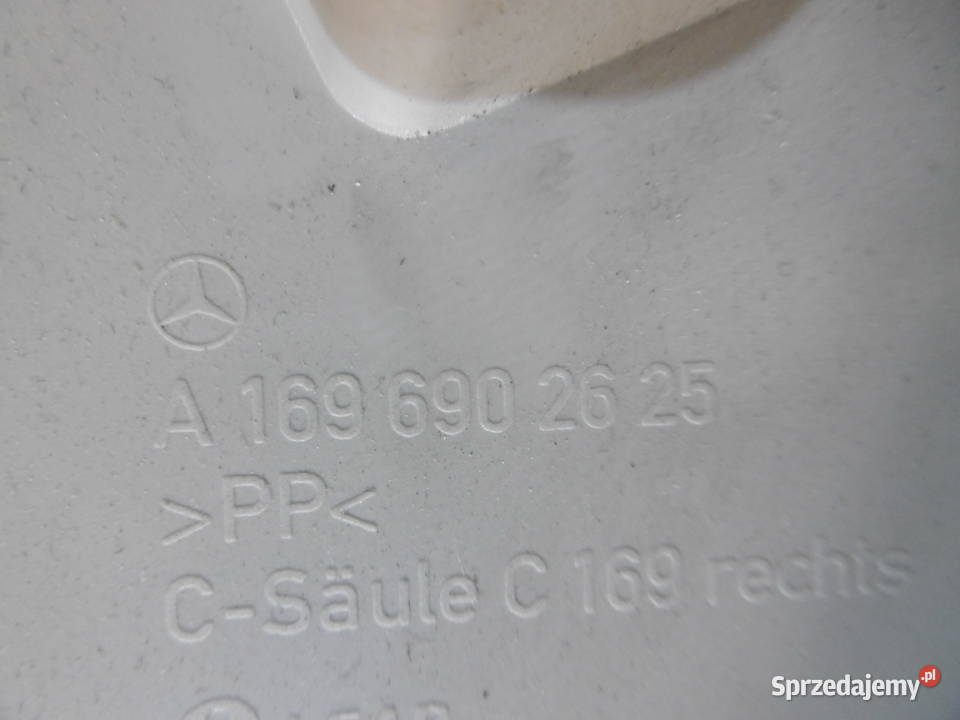 A 169 690 26 25
>PP<
C-Säule C 169 rechts
Sprzedajemy.pl